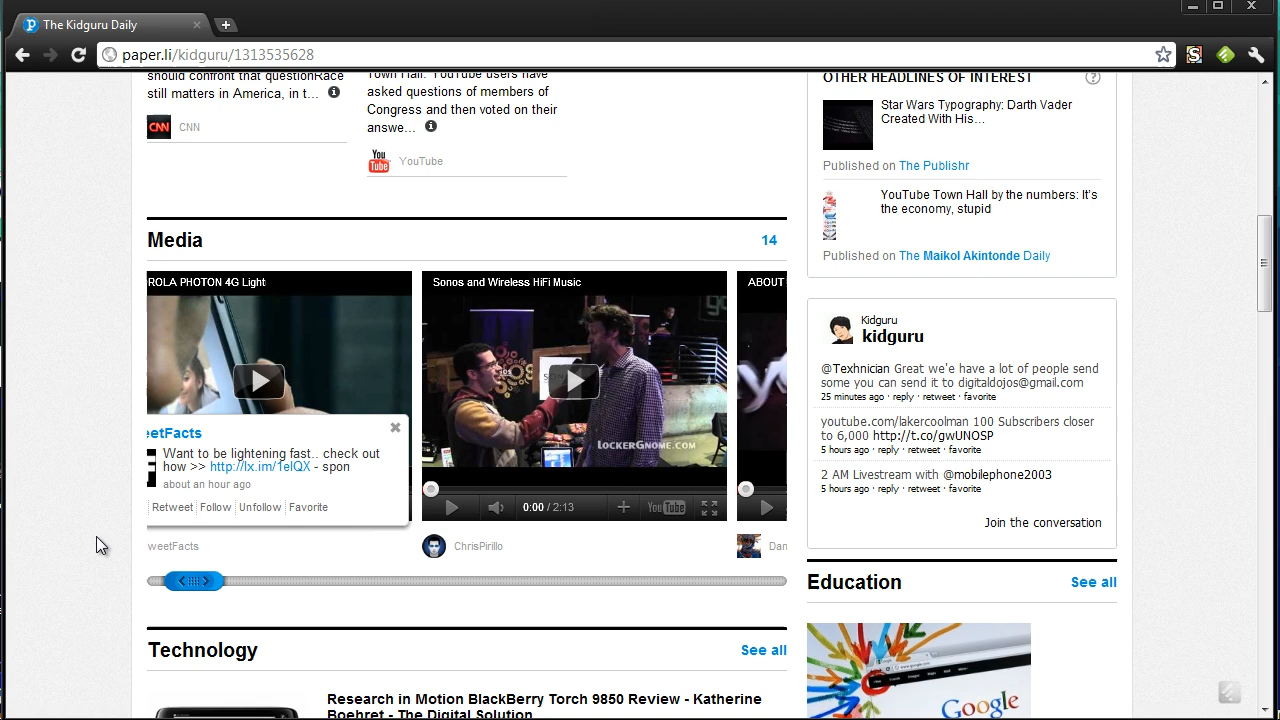 The Kidguru Daily
paper.li/kidguru/1313535628
should confront that questionRace
still matters in America, in t...
CNN
CNN
Town Hall. YouTube users have
asked questions of members of
Congress and then voted on their
answe...
You
Tube
YouTube
Media
14
ROLA PHOTON 4G Light
Sonos and Wireless HiFi Music
ABOUT
LOCKERGNOME.COM
eetFacts
Want to be lightening fast.. check out
how >> http://lx.im/1elQX - spon
about an hour ago
Retweet Follow Unfollow Favorite
0:00 / 2:13
YouTube
weetFacts
ChrisPirillo
Dan
Technology
See all
Research in Motion BlackBerry Torch 9850 Review - Katherine
Boehret - The Digital Solution
OTHER HEADLINES OF INTEREST
Star Wars Typography: Darth Vader
Created With His...
Published on The Publishr
YouTube Town Hall by the numbers: It's
the economy, stupid
Published on The Maikol Akintonde Daily
Kidguru
kidguru
@Texhnician Great we'e have a lot of people send
some you can send it to digitaldojos@gmail.com
25 minutes ago · reply · retweet · favorite
youtube.com/lakercoolman 100 Subscribers closer
to 6,000 http://t.co/gwUNOSP
5 hours ago · reply · retweet · favorite
2 AM Livestream with @mobilephone2003
5 hours ago · reply · retweet · favorite
Join the conversation
Education
See all
Google